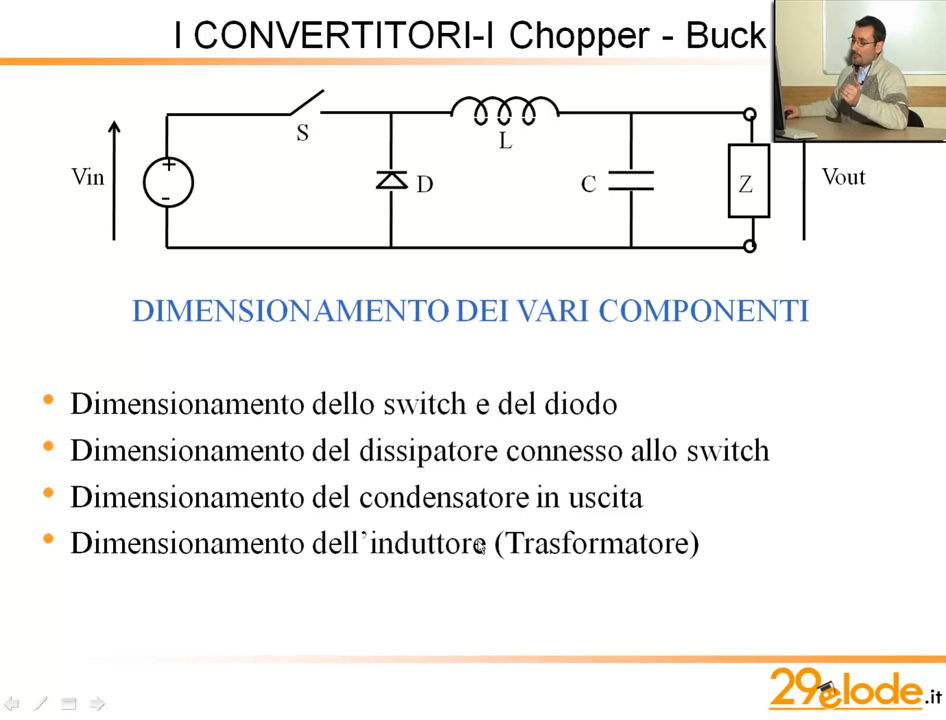 I CONVERTITORI-I Chopper - Buck
S
L
Vin
+
-
D
C
Z
Vout
DIMENSIONAMENTO DEI VARI COMPONENTI
• Dimensionamento dello switch e del diodo
• Dimensionamento del dissipatore connesso allo switch
• Dimensionamento del condensatore in uscita
• Dimensionamento dell'induttore (Trasformatore)
29elode.it